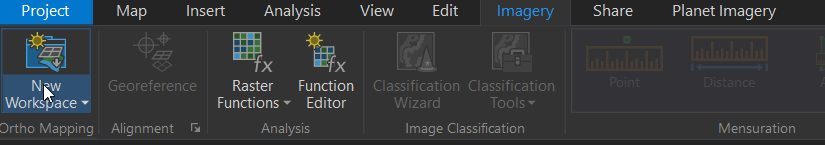 Project Map Insert Analysis View Edit Imagery Share Planet Imagery
New Workspace
Georeference
Raster Functions
Function Editor
Classification Wizard
Classification Tools
Point
Distance
Ortho Mapping
Alignment
Analysis
Image Classification
Mensuration